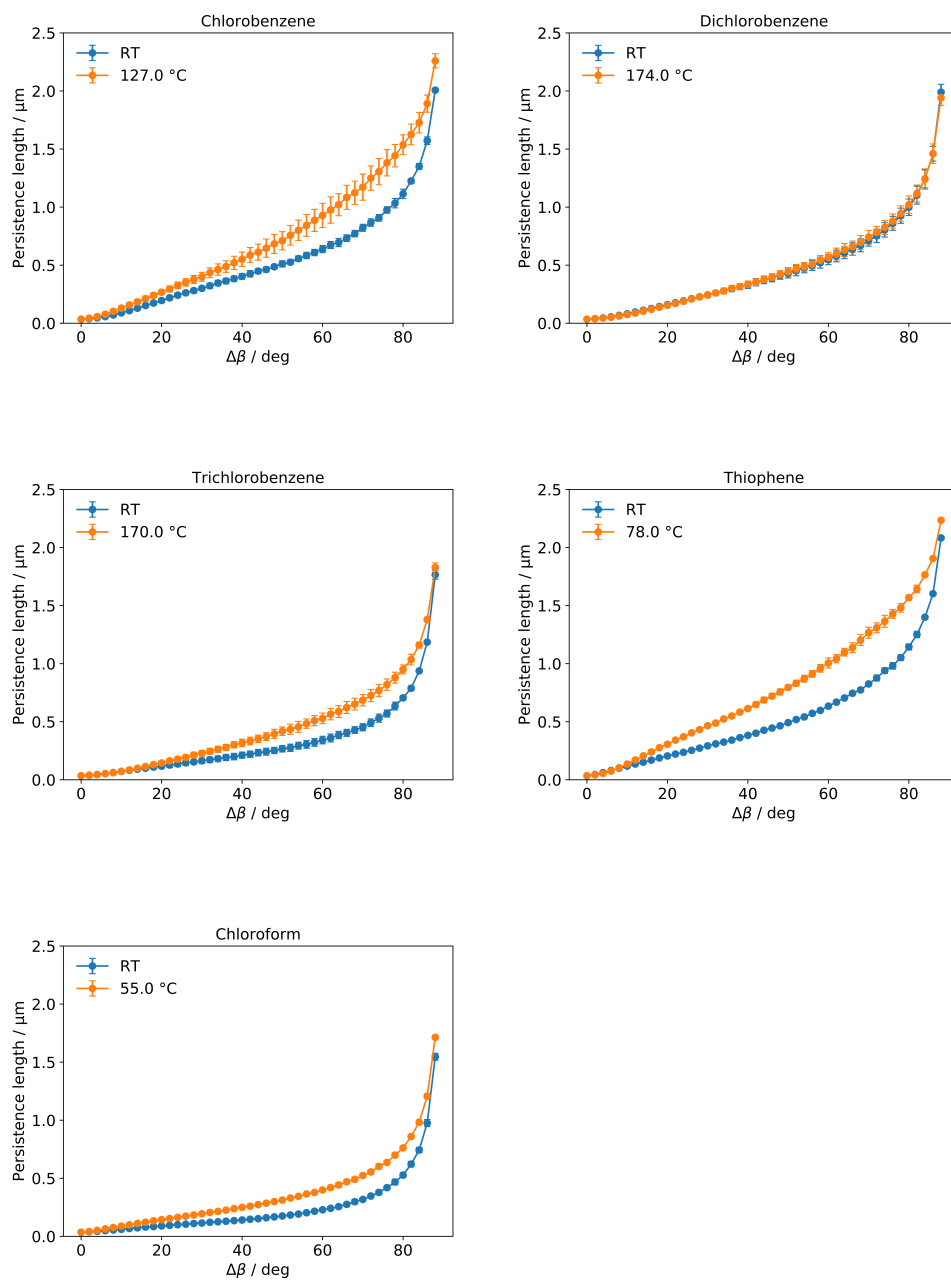 Chlorobenzene
2.5
2.0
1.5
1.0
0.5
0.0
Persistence length / μm
RT
127.0 °C
0 20 40 60 80
Δβ / deg
Dichlorobenzene
2.5
2.0
1.5
1.0
0.5
0.0
Persistence length / μm
RT
174.0 °C
0 20 40 60 80
Δβ / deg
Trichlorobenzene
2.5
2.0
1.5
1.0
0.5
0.0
Persistence length / μm
RT
170.0 °C
0 20 40 60 80
Δβ / deg
Thiophene
2.5
2.0
1.5
1.0
0.5
0.0
Persistence length / μm
RT
78.0 °C
0 20 40 60 80
Δβ / deg
Chloroform
2.5
2.0
1.5
1.0
0.5
0.0
Persistence length / μm
RT
55.0 °C
0 20 40 60 80
Δβ / deg